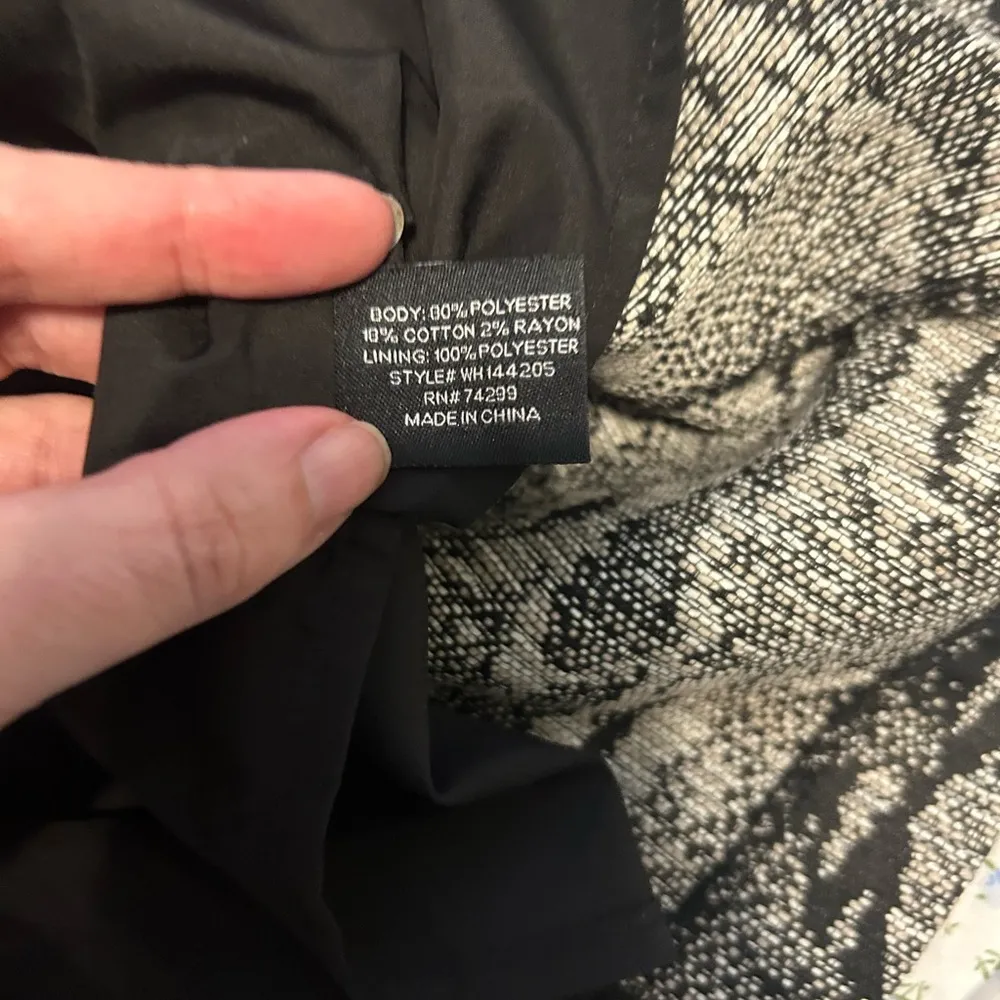 BODY: 80% POLYESTER
18% COTTON 2% RAYON
LINING: 100% POLYESTER
STYLE# WH144205
RN# 74299
MADE IN CHINA